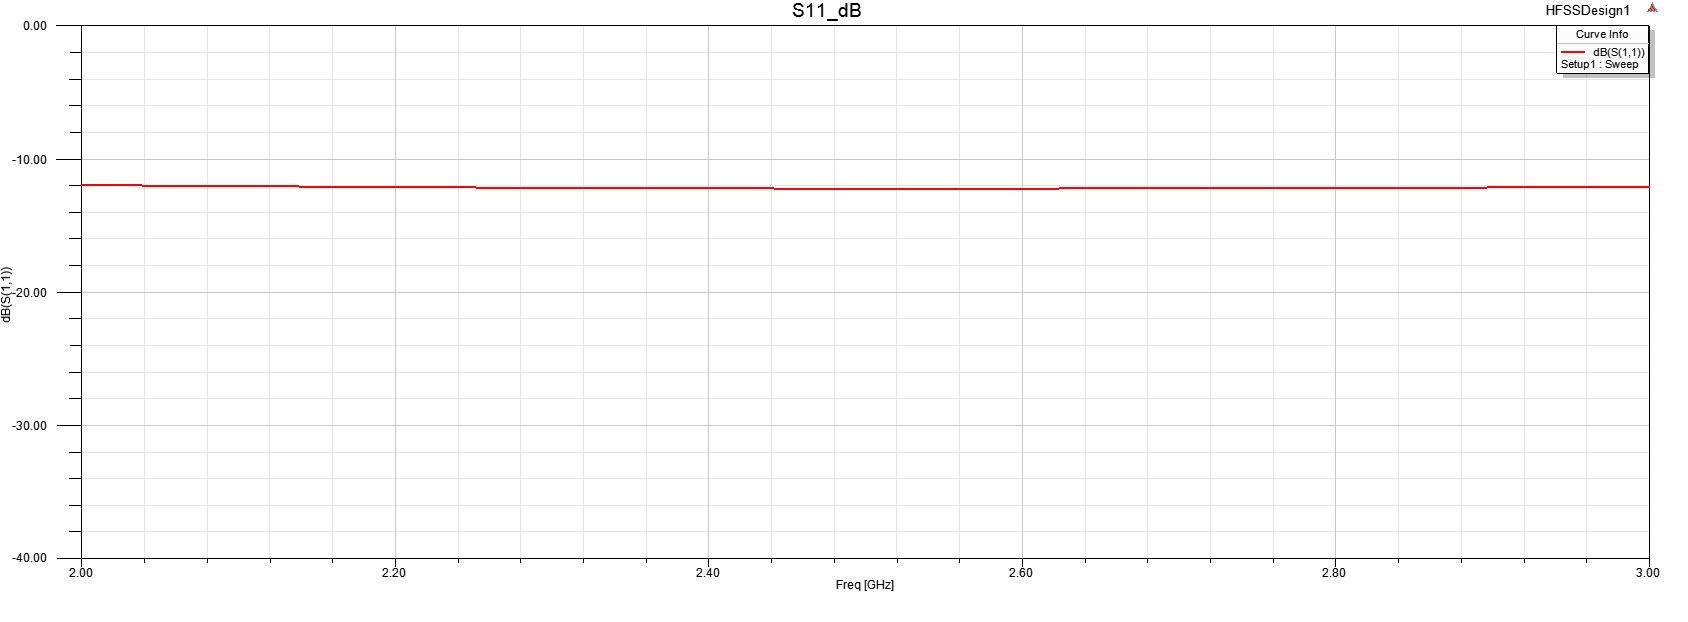 S11_dB
HFSSDesign1
Curve Info
dB(S(1,1))
Setup1 : Sweep
0.00
-10.00
-20.00
-30.00
-40.00
dB(S(1,1))
2.00
2.20
2.40
2.60
2.80
3.00
Freq [GHz]